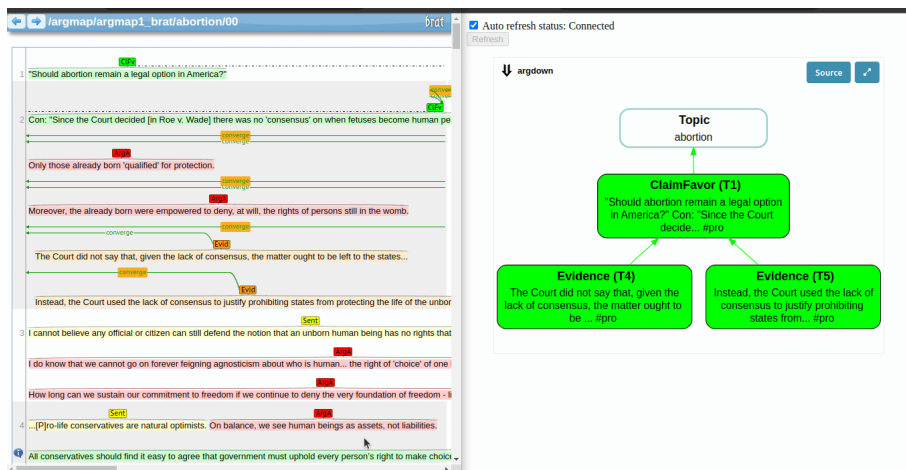 /argmap/argmap1_brat/abortion/00
brat
Auto refresh status: Connected
Refresh
ClFv
1 "Should abortion remain a legal option in America?"
converge
converge
ClFv
2 Con: "Since the Court decided [in Roe v. Wade] there was no 'consensus' on when fetuses become human pe
converge
converge
ArgA
Only those already born 'qualified' for protection.
converge
converge
ArgA
Moreover, the already born were empowered to deny, at will, the rights of persons still in the womb.
converge
converge
Evid
The Court did not say that, given the lack of consensus, the matter ought to be left to the states...
converge
Evid
Instead, the Court used the lack of consensus to justify prohibiting states from protecting the life of the unbor
Sent
3 I cannot believe any official or citizen can still defend the notion that an unborn human being has no rights that
ArgA
I do know that we cannot go on forever feigning agnosticism about who is human... the right of 'choice' of one
ArgA
How long can we sustain our commitment to freedom if we continue to deny the very foundation of freedom - li
Sent ArgA
4 ...[P]ro-life conservatives are natural optimists. On balance, we see human beings as assets, not liabilities.
All conservatives should find it easy to agree that government must uphold every person's right to make choice
argdown
Source
Topic
abortion
ClaimFavor (T1)
"Should abortion remain a legal option
in America?" Con: "Since the Court
decide... #pro
Evidence (T4)
The Court did not say that, given the
lack of consensus, the matter ought to
be ... #pro
Evidence (T5)
Instead, the Court used the lack of
consensus to justify prohibiting
states from... #pro